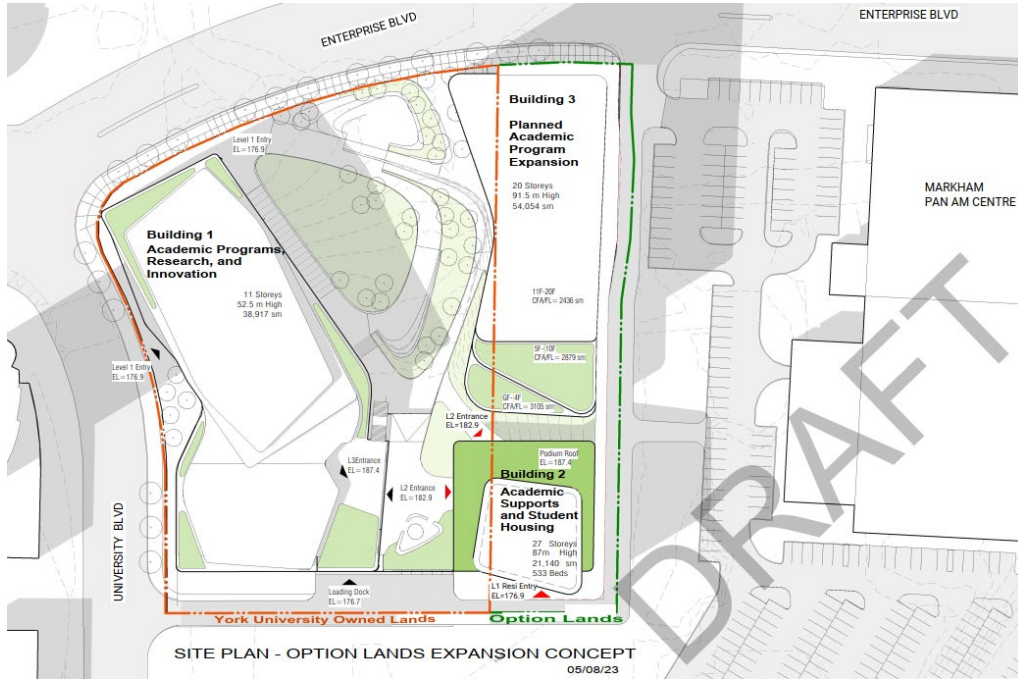 ENTERPRISE BLVD
ENTERPRISE BLVD
Building 3
Planned
Academic
Program
Expansion
20 Storeys
91.5 m High
54,054 sm
Level 1 Entry
EL=176.9
MARKHAM
PAN AM CENTRE
Building 1
Academic Programs,
Research, and
Innovation
11 Storeys
52.5 m High
38,917 sm
11F-20F
CFA/FL= 2436 sm
5F-10F
CFA/FL= 2879 sm
Level 1 Entry
EL=176.9
GF-4F
CFA/FL= 3105 sm
L2 Entrance
EL=182.9
Podium Roof
EL=187.4
L3Entrance
EL=187.4
Building 2
Academic
Supports
and Student
Housing
L2 Entrance
EL=182.9
27 Storeys
87m High
21,140 sm
533 Beds
UNIVERSITY BLVD
L1 Resi Entry
EL=176.9
Loading Dock
EL=176.7
York University Owned Lands
Option Lands
DRAFT
SITE PLAN - OPTION LANDS EXPANSION CONCEPT
05/08/23